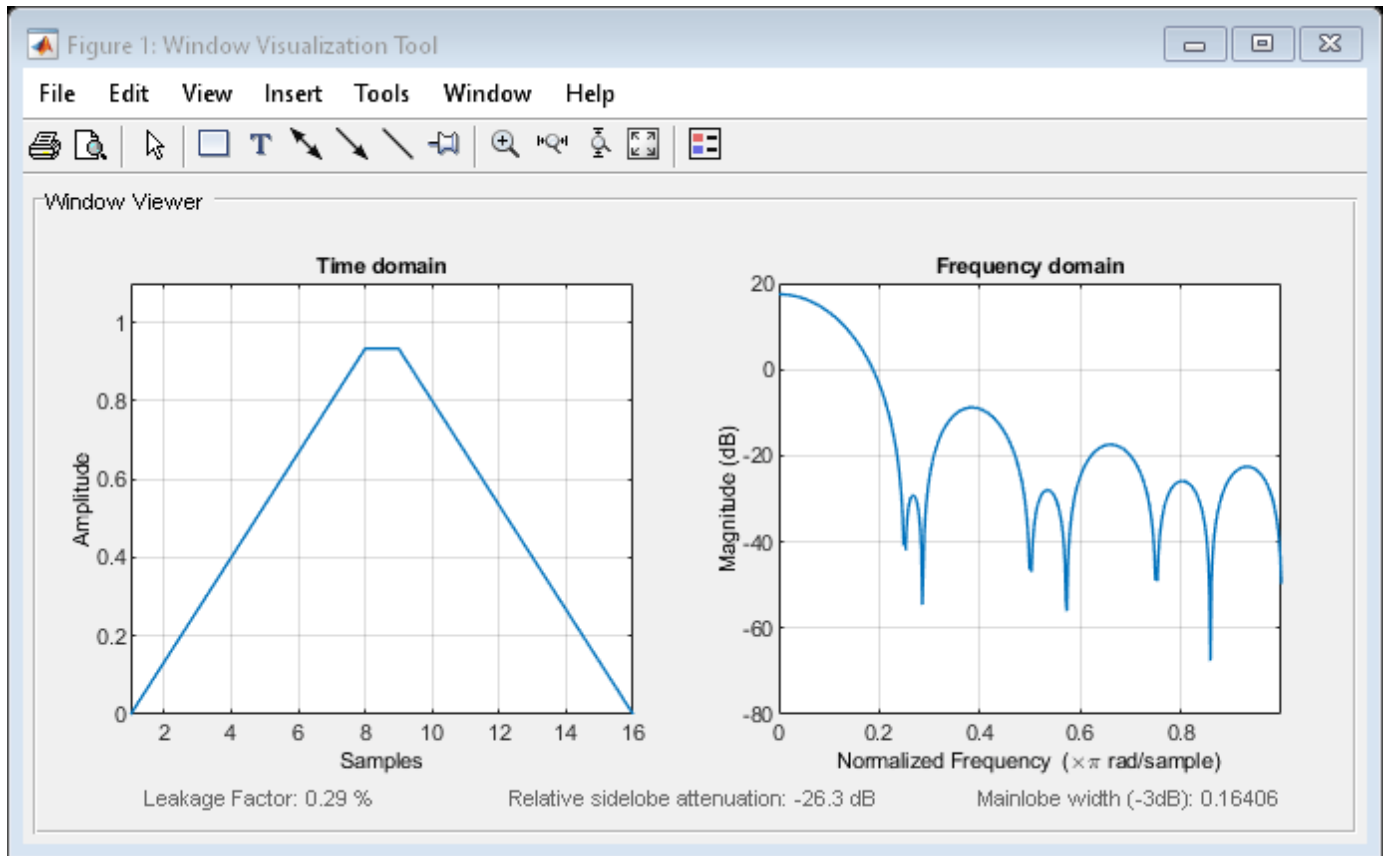 Figure 1: Window Visualization Tool
File Edit View Insert Tools Window Help
T
Window Viewer
Time domain
1
0.8
0.6
0.4
0.2
0
Amplitude
2 4 6 8 10 12 14 16
Samples
Frequency domain
20
0
-20
-40
-60
-80
Magnitude (dB)
0 0.2 0.4 0.6 0.8
Normalized Frequency (×π rad/sample)
Leakage Factor: 0.29 % Relative sidelobe attenuation: -26.3 dB Mainlobe width (-3dB): 0.16406